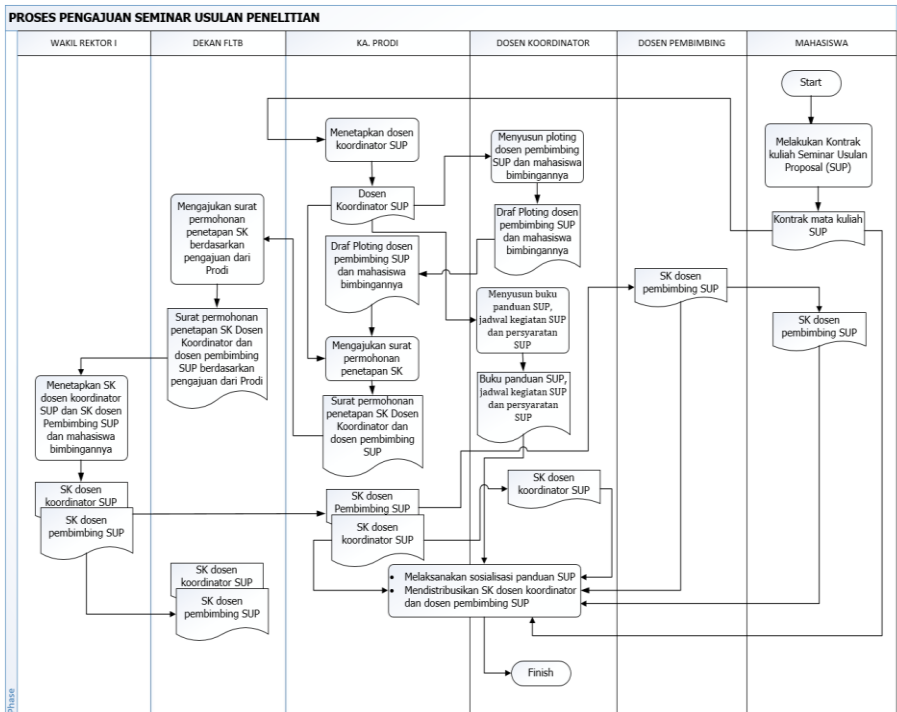 PROSES PENGAJUAN SEMINAR USULAN PENELITIAN
WAKIL REKTOR I
DEKAN FLTB
KA. PRODI
DOSEN KOORDINATOR
DOSEN PEMBIMBING
MAHASISWA
Start
Melakukan Kontrak
kuliah Seminar Usulan
Proposal (SUP)
Kontrak mata kuliah
SUP
Menetapkan dosen
koordinator SUP
Dosen
Koordinator SUP
Menyusun ploting
dosen pembimbing
SUP dan mahasiswa
bimbingannya
Draf Ploting dosen
pembimbing SUP
dan mahasiswa
bimbingannya
Draf Ploting dosen
pembimbing SUP
dan mahasiswa
bimbingannya
Mengajukan surat
permohonan
penetapan SK
berdasarkan
pengajuan dari
Prodi
Surat permohonan
penetapan SK Dosen
Koordinator dan
dosen pembimbing
SUP berdasarkan
pengajuan dari Prodi
Menyusun buku
panduan SUP,
jadwal kegiatan SUP
dan persyaratan
SUP
Buku panduan SUP,
jadwal kegiatan SUP
dan persyaratan
SUP
Mengajukan surat
permohonan
penetapan SK
Surat permohonan
penetapan SK Dosen
Koordinator dan
dosen pembimbing
SUP
SK dosen
pembimbing SUP
SK dosen
pembimbing SUP
Menetapkan SK
dosen koordinator
SUP dan SK dosen
Pembimbing SUP
dan mahasiswa
bimbingannya
SK dosen
koordinator SUP
SK dosen
pembimbing SUP
SK dosen
Pembimbing SUP
SK dosen
koordinator SUP
SK dosen
koordinator SUP
SK dosen
koordinator SUP
SK dosen
pembimbing SUP
• Melaksanakan sosialisasi panduan SUP
• Mendistribusikan SK dosen koordinator
dan dosen pembimbing SUP
Finish
Phase